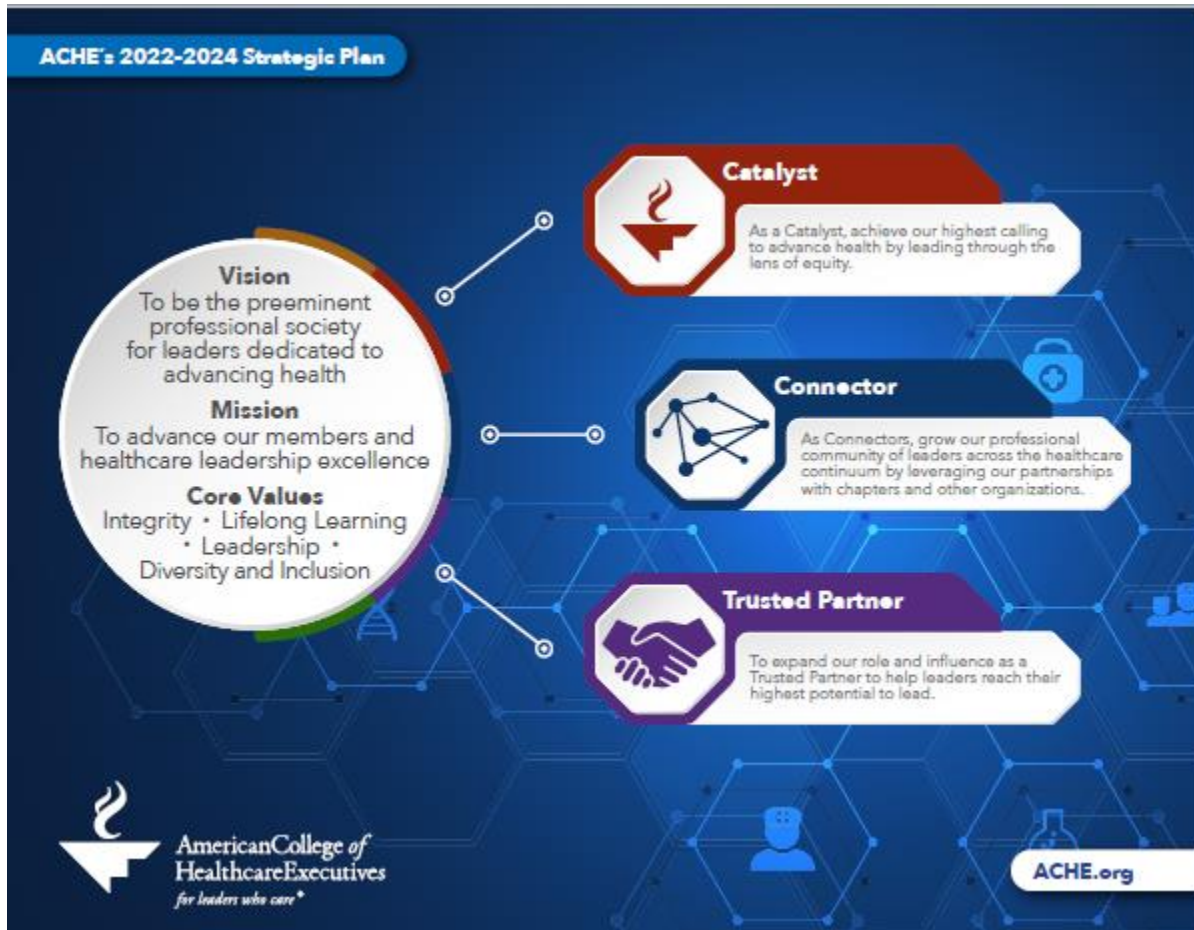 ACHE's 2022-2024 Strategic Plan
Vision
To be the preeminent
professional society
for leaders dedicated to
advancing health
Mission
To advance our members and
healthcare leadership excellence
Core Values
Integrity · Lifelong Learning
· Leadership ·
Diversity and Inclusion
Catalyst
As a Catalyst, achieve our highest calling
to advance health by leading through the
lens of equity.
Connector
As Connectors, grow our professional
community of leaders across the healthcare
continuum by leveraging our partnerships
with chapters and other organizations.
Trusted Partner
To expand our role and influence as a
Trusted Partner to help leaders reach their
highest potential to lead.
AmericanCollege of
HealthcareExecutives
for leaders who care®
ACHE.org